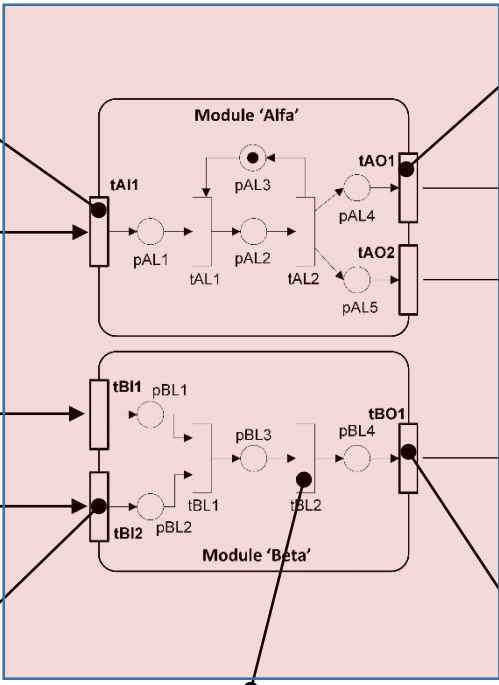 Module ‘Alfa’
tAO1
tAI1
pAL3
pAL4
tAO2
pAL1
pAL2
tAL1
tAL2
pAL5
tBI1
pBL1
tBO1
pBL3
pBL4
tBL1
tBL2
pBL2
tBI2
Module ‘Beta’